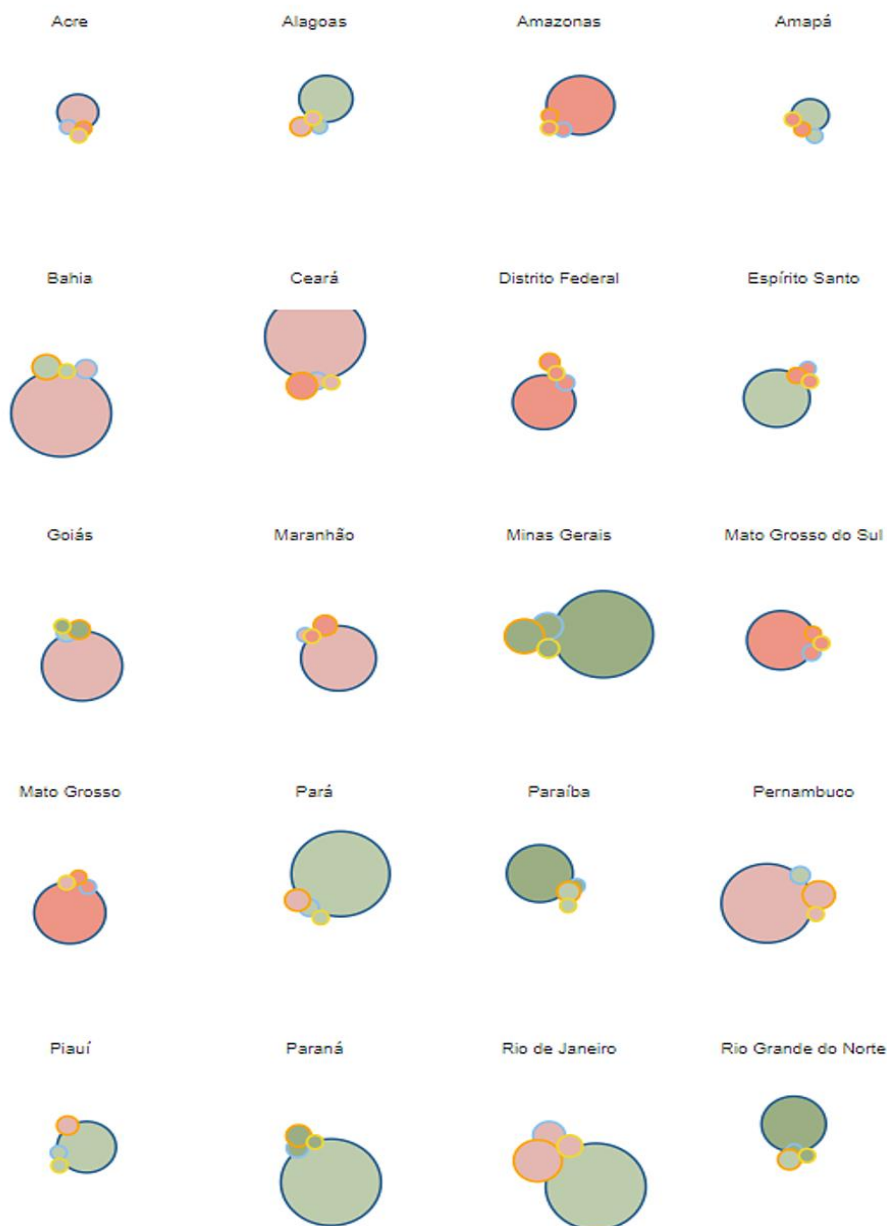 Acre
Alagoas
Amazonas
Amapá
Bahia
Ceará
Distrito Federal
Espírito Santo
Goiás
Maranhão
Minas Gerais
Mato Grosso do Sul
Mato Grosso
Pará
Paraíba
Pernambuco
Piauí
Paraná
Rio de Janeiro
Rio Grande do Norte